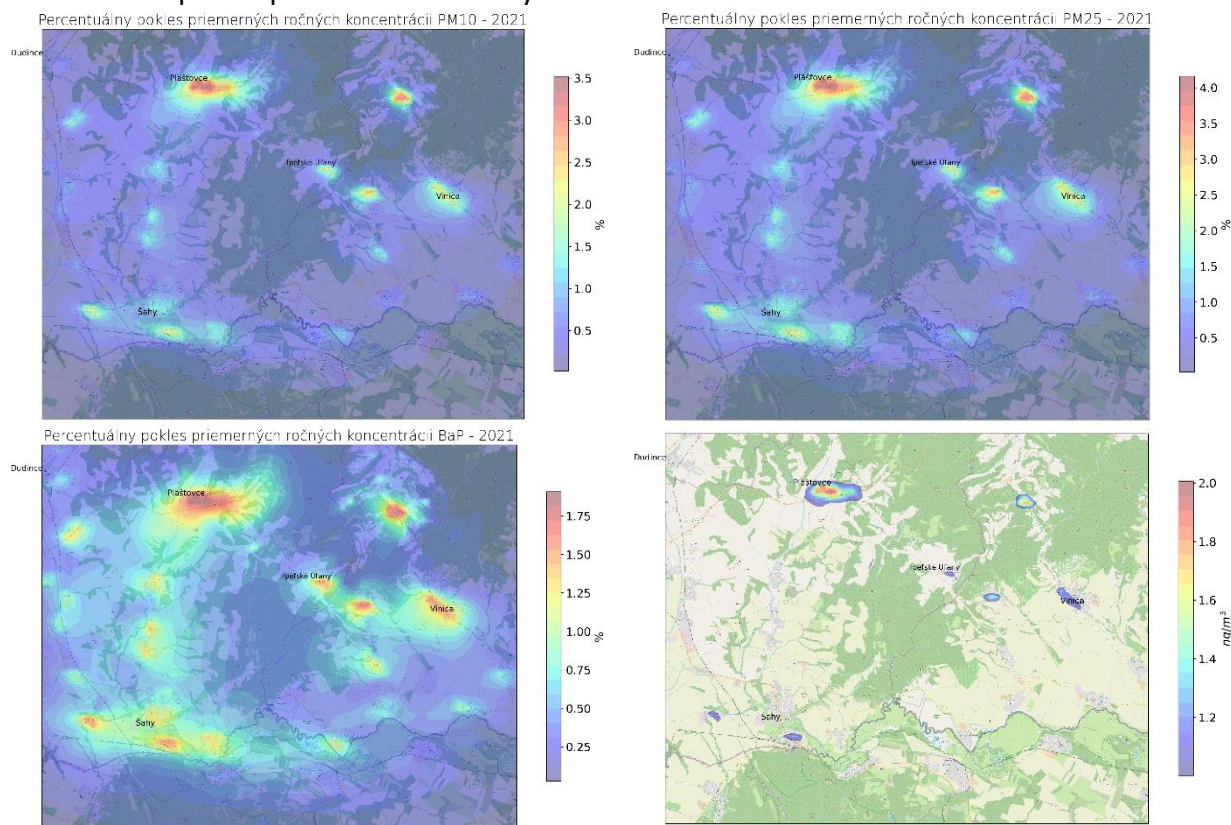 Percentuálny pokles priemerných ročných koncentrácii PM10 - 2021
Dudince
Plášťovce
Ipeľské Úľany
Vinica
Šahy
3.5
3.0
2.5
2.0
1.5
1.0
0.5
%
Percentuálny pokles priemerných ročných koncentrácii PM25 - 2021
Dudince
Plášťovce
Ipeľské Úľany
Vinica
Šahy
4.0
3.5
3.0
2.5
2.0
1.5
1.0
0.5
%
Percentuálny pokles priemerných ročných koncentrácii BaP - 2021
Dudince
Plášťovce
Ipeľské Úľany
Vinica
Šahy
1.75
1.50
1.25
1.00
0.75
0.50
0.25
%
Dudince
Plášťovce
Ipeľské Úľany
Vinica
Šahy
2.0
1.8
1.6
1.4
1.2
ng/m³